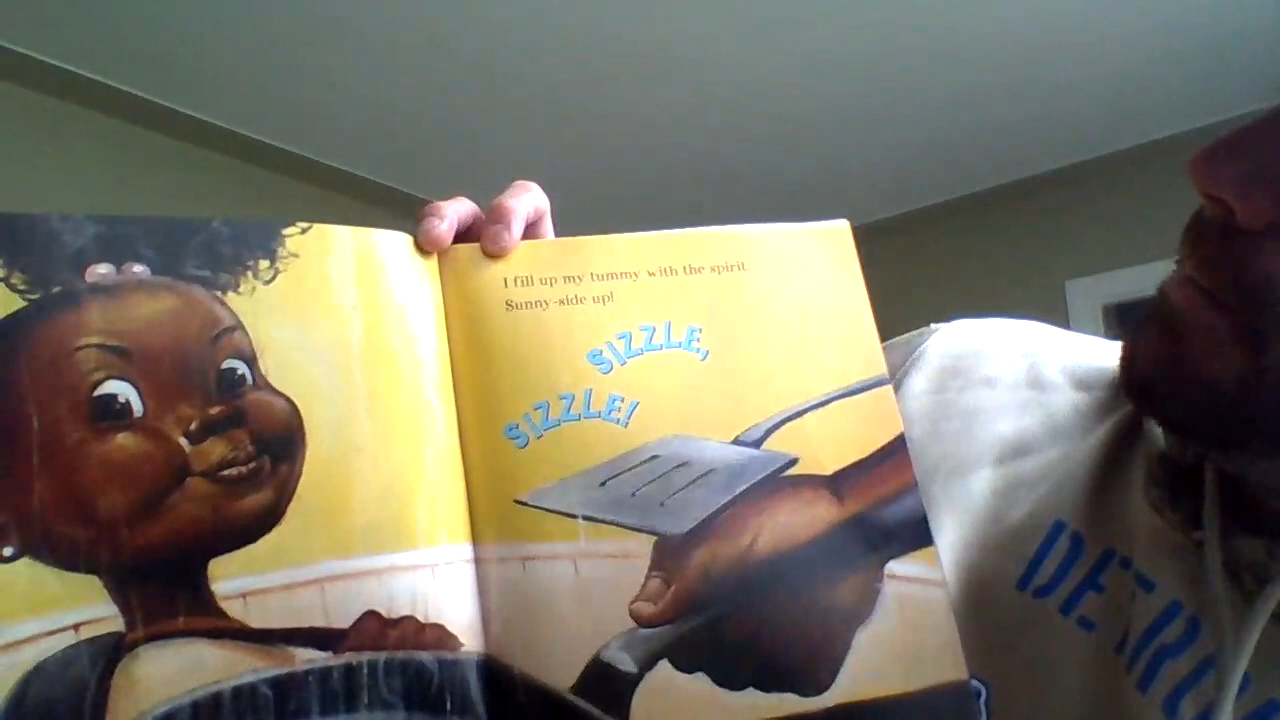 I fill up my tummy with the spirit.
Sunny-side up!
SIZZLE,
SIZZLE!
DETRO